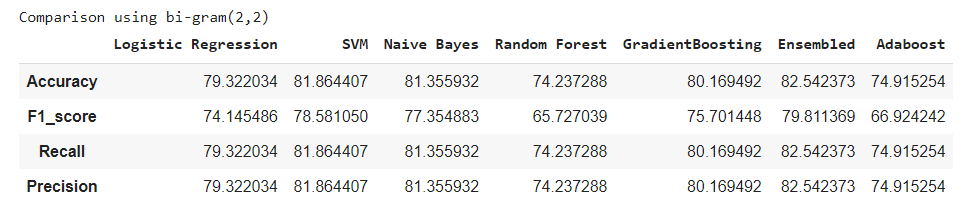 Comparison using bi-gram(2,2)
Logistic Regression SVM Naive Bayes Random Forest GradientBoosting Ensembled Adaboost
Accuracy 79.322034 81.864407 81.355932 74.237288 80.169492 82.542373 74.915254
F1_score 74.145486 78.581050 77.354883 65.727039 75.701448 79.811369 66.924242
Recall 79.322034 81.864407 81.355932 74.237288 80.169492 82.542373 74.915254
Precision 79.322034 81.864407 81.355932 74.237288 80.169492 82.542373 74.915254